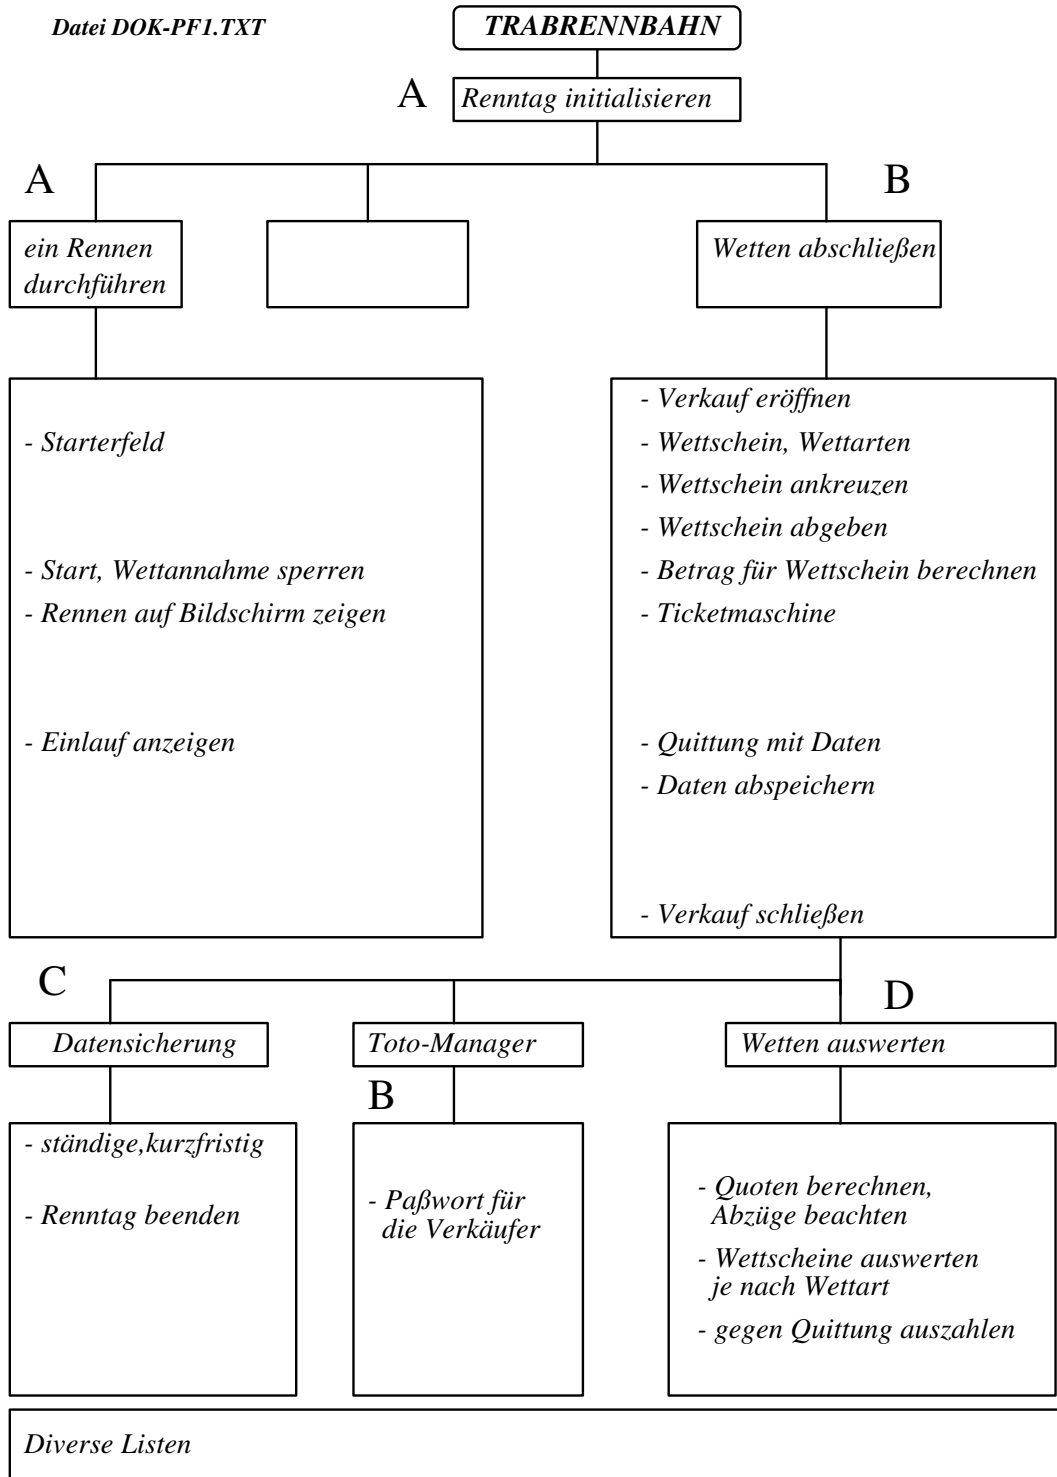 Datei DOK-PF1.TXT
TRABRENNBAHN
A
Renntag initialisieren
A
B
ein Rennen
durchführen
Wetten abschließen
- Starterfeld
- Start, Wettannahme sperren
- Rennen auf Bildschirm zeigen
- Einlauf anzeigen
- Verkauf eröffnen
- Wettschein, Wettarten
- Wettschein ankreuzen
- Wettschein abgeben
- Betrag für Wettschein berechnen
- Ticketmaschine
- Quittung mit Daten
- Daten abspeichern
- Verkauf schließen
C
D
Datensicherung
Toto-Manager
Wetten auswerten
B
- ständige,kurzfristig
- Renntag beenden
- Paßwort für
die Verkäufer
- Quoten berechnen,
Abzüge beachten
- Wettscheine auswerten
je nach Wettart
- gegen Quittung auszahlen
Diverse Listen